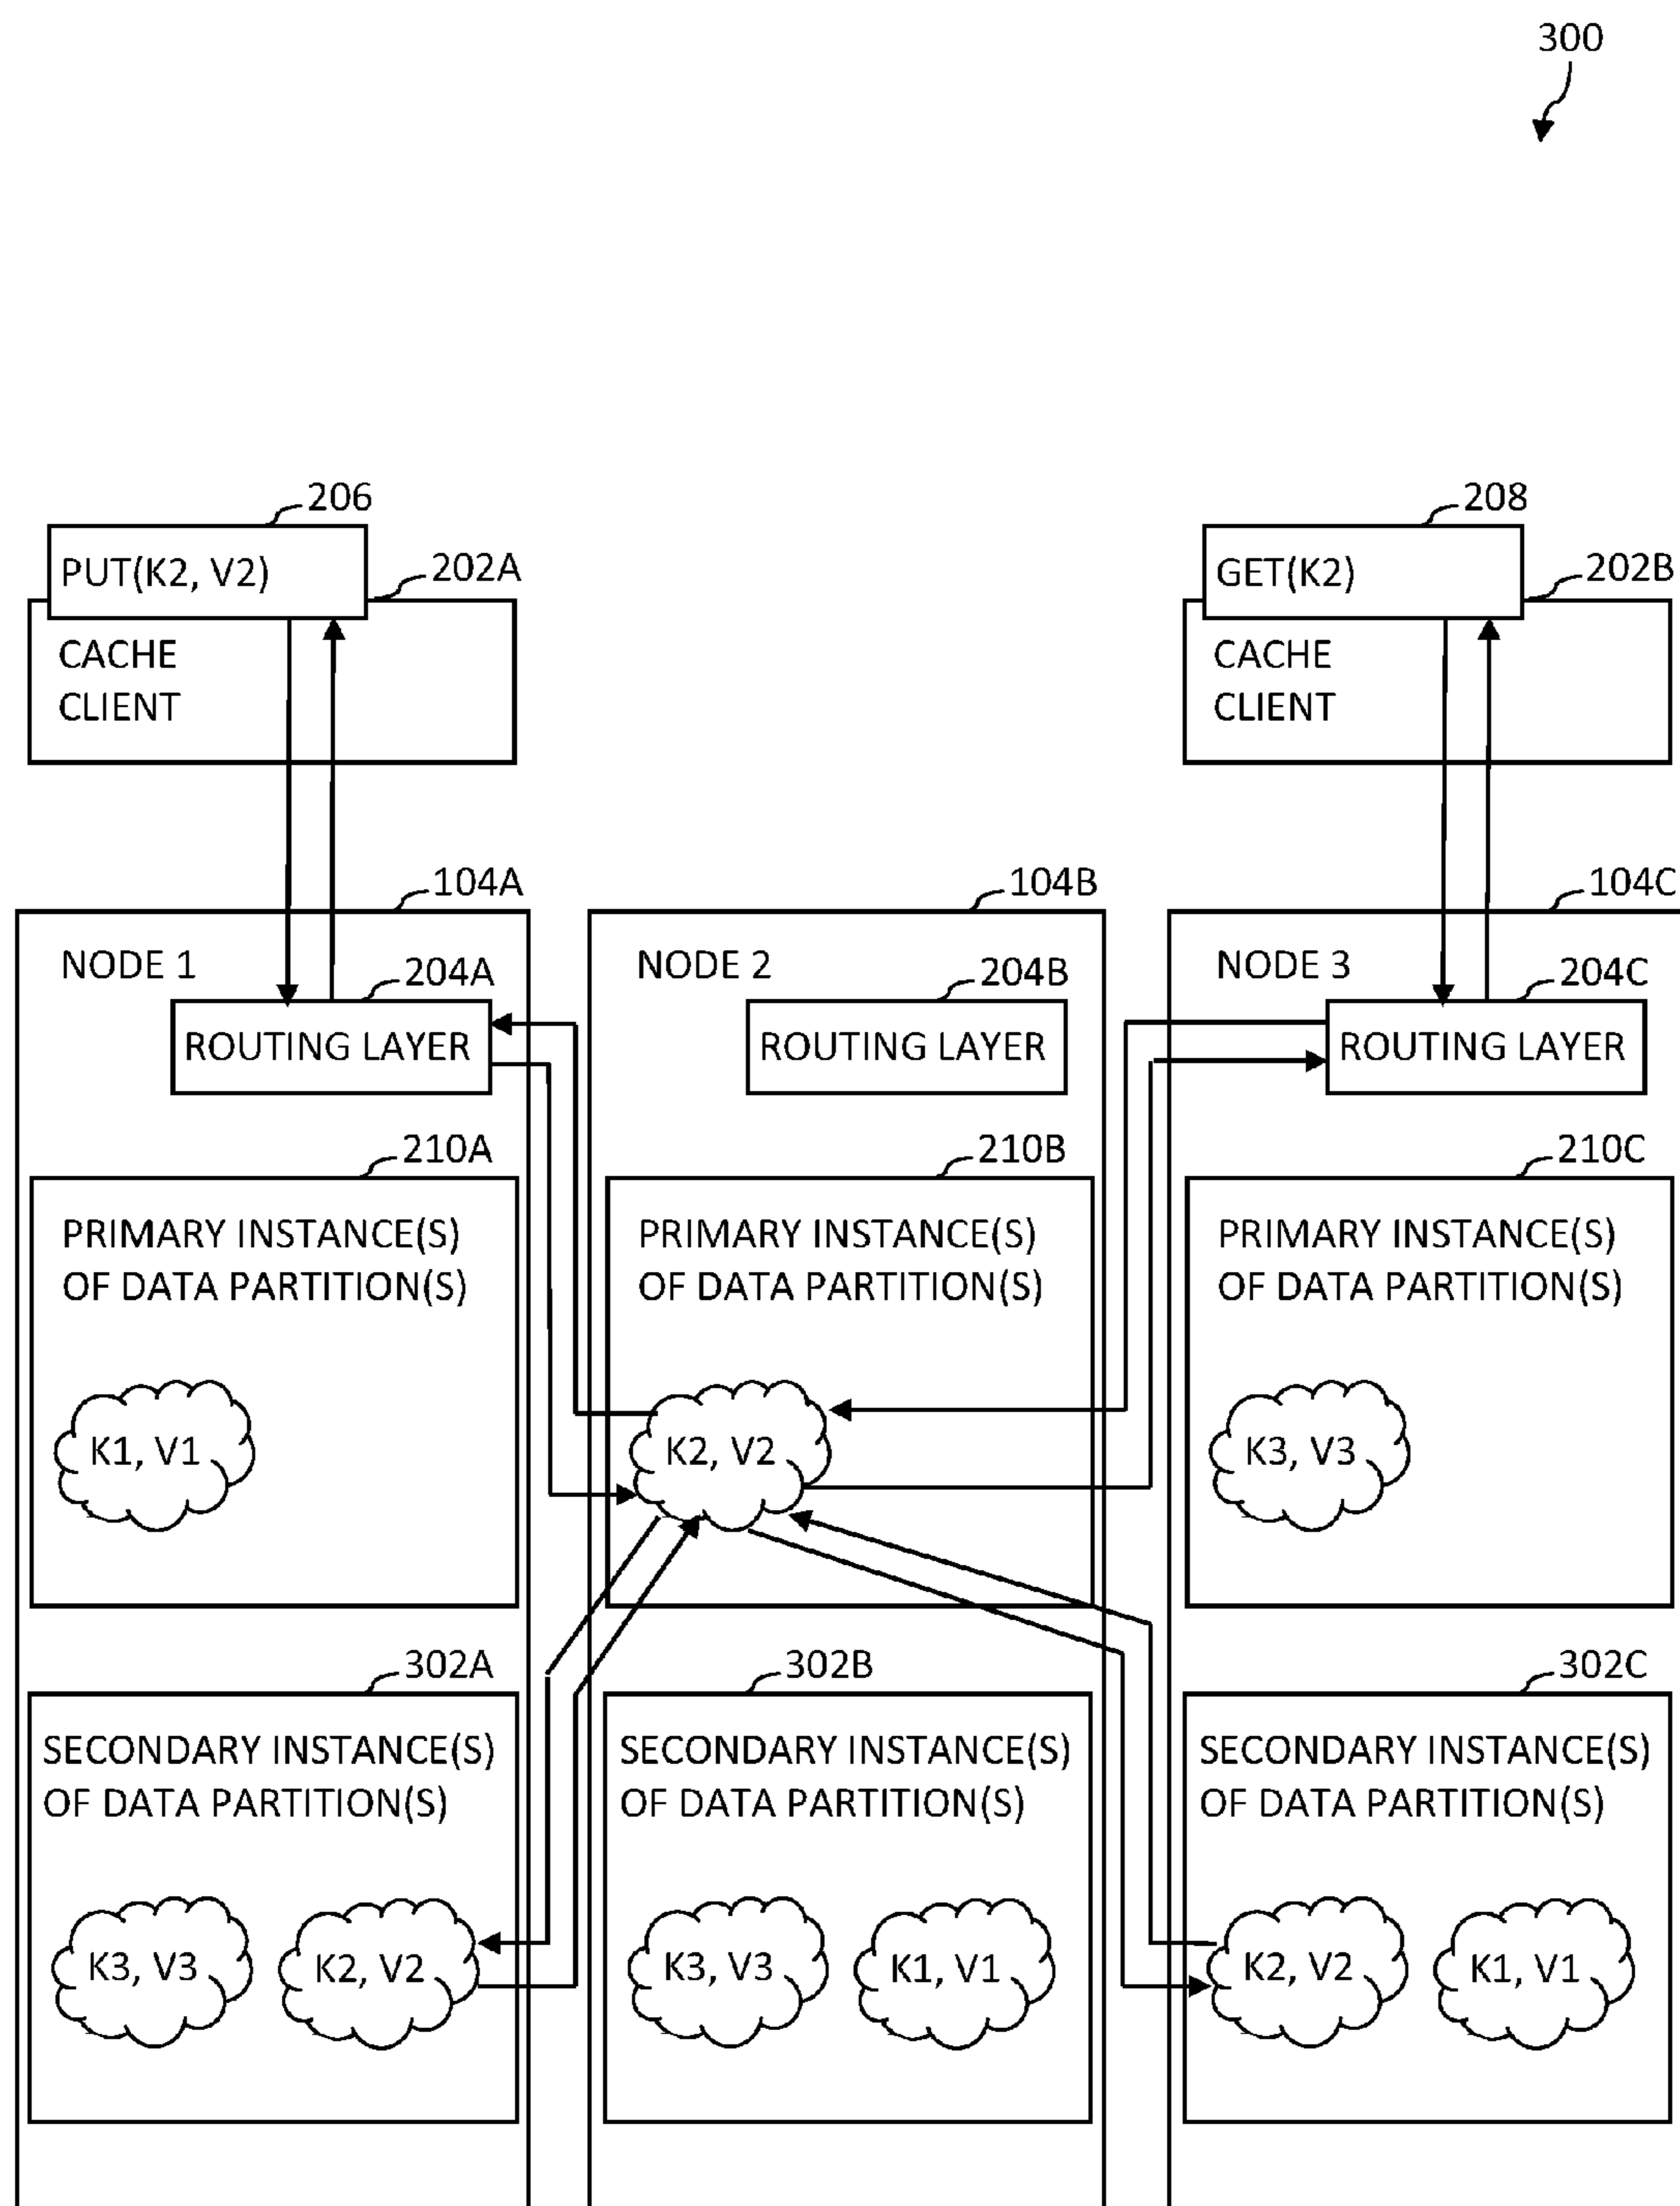 300
206
208
PUT(K2, V2)
202A
GET(K2)
202B
CACHE
CLIENT
CACHE
CLIENT
104A
104B
104C
NODE 1
204A
NODE 2
204B
NODE 3
204C
ROUTING LAYER
ROUTING LAYER
ROUTING LAYER
210A
210B
210C
PRIMARY INSTANCE(S)
OF DATA PARTITION(S)
PRIMARY INSTANCE(S)
OF DATA PARTITION(S)
PRIMARY INSTANCE(S)
OF DATA PARTITION(S)
K1, V1
K2, V2
K3, V3
302A
302B
302C
SECONDARY INSTANCE(S)
OF DATA PARTITION(S)
SECONDARY INSTANCE(S)
OF DATA PARTITION(S)
SECONDARY INSTANCE(S)
OF DATA PARTITION(S)
K3, V3
K2, V2
K3, V3
K1, V1
K2, V2
K1, V1